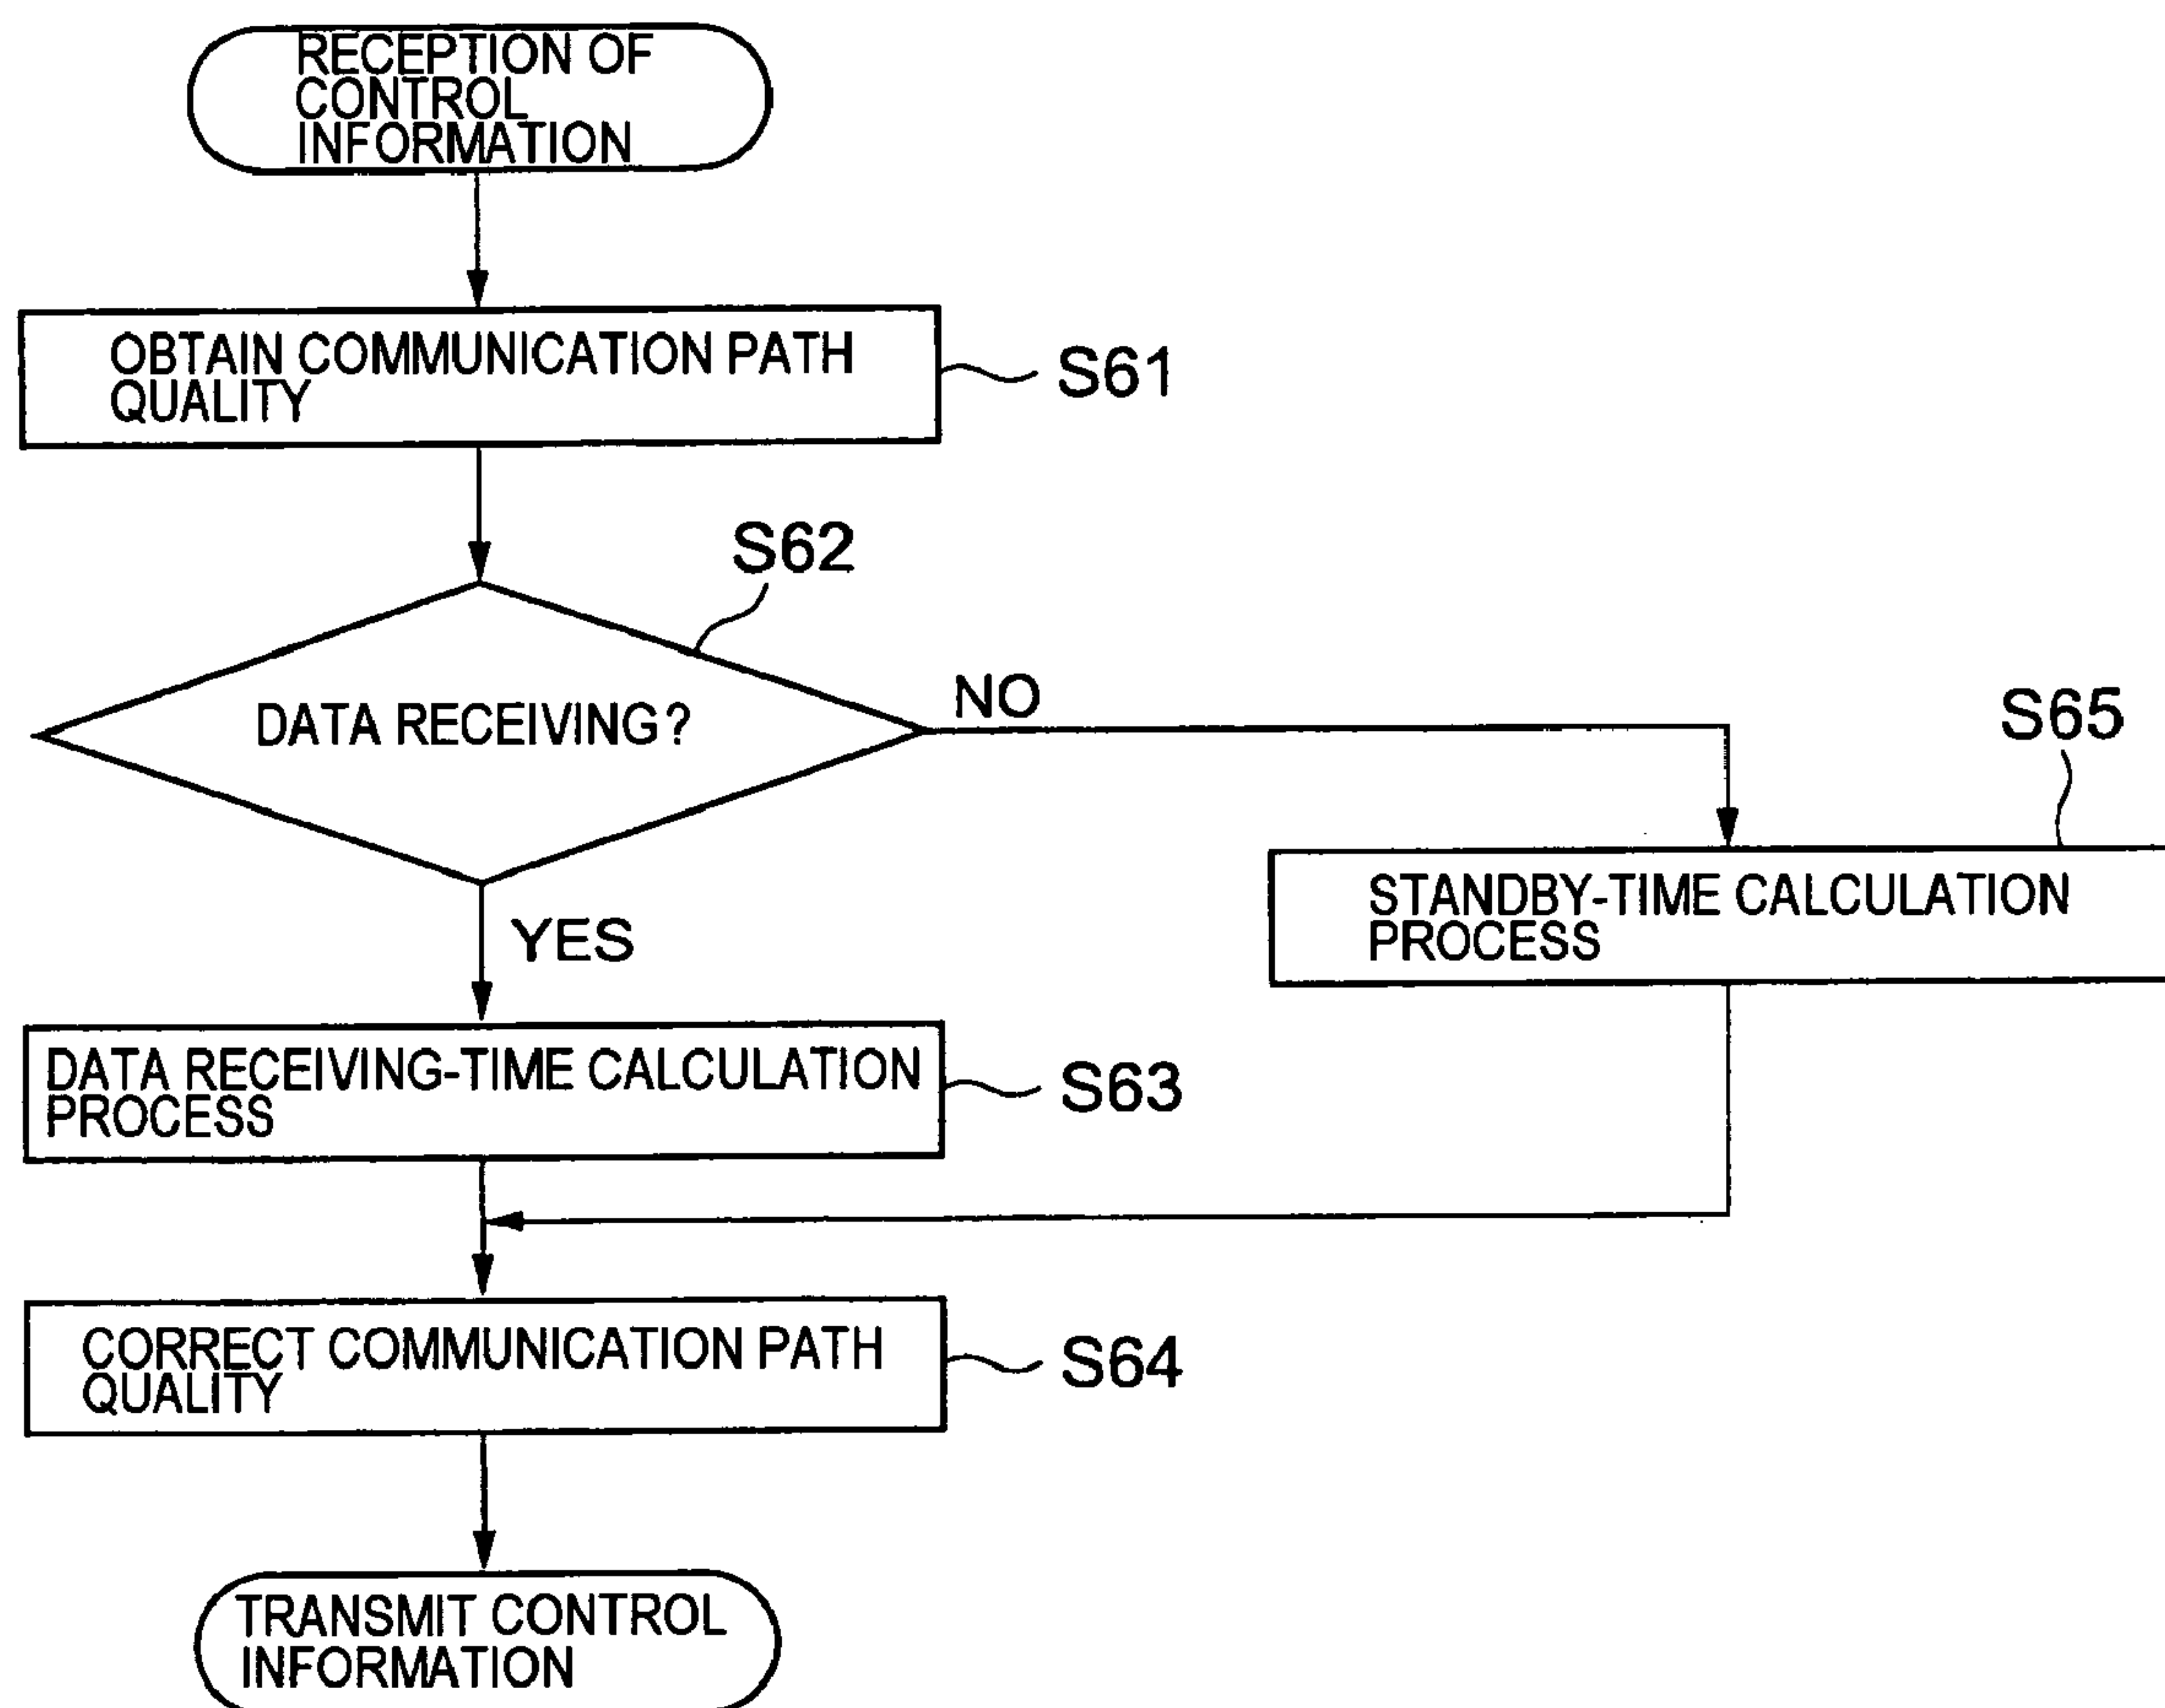 RECEPTION OF
CONTROL
INFORMATION
OBTAIN COMMUNICATION PATH
QUALITY
S61
S62
DATA RECEIVING?
NO
S65
STANDBY-TIME CALCULATION
PROCESS
YES
DATA RECEIVING-TIME CALCULATION
PROCESS
S63
CORRECT COMMUNICATION PATH
QUALITY
S64
TRANSMIT CONTROL
INFORMATION